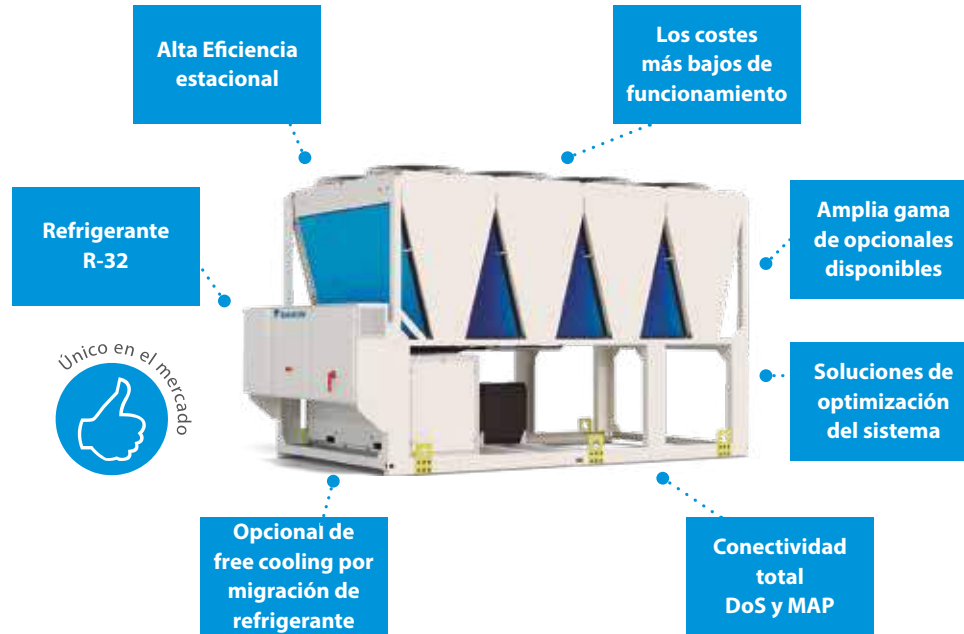 Alta Eficiencia
estacional
Los costes
más bajos de
funcionamiento
Refrigerante
R-32
Amplia gama
de opcionales
disponibles
DAIKIN
Único en el mercado
Soluciones de
optimización
del sistema
Opcional de
free cooling por
migración de
refrigerante
Conectividad
total
DoS y MAP